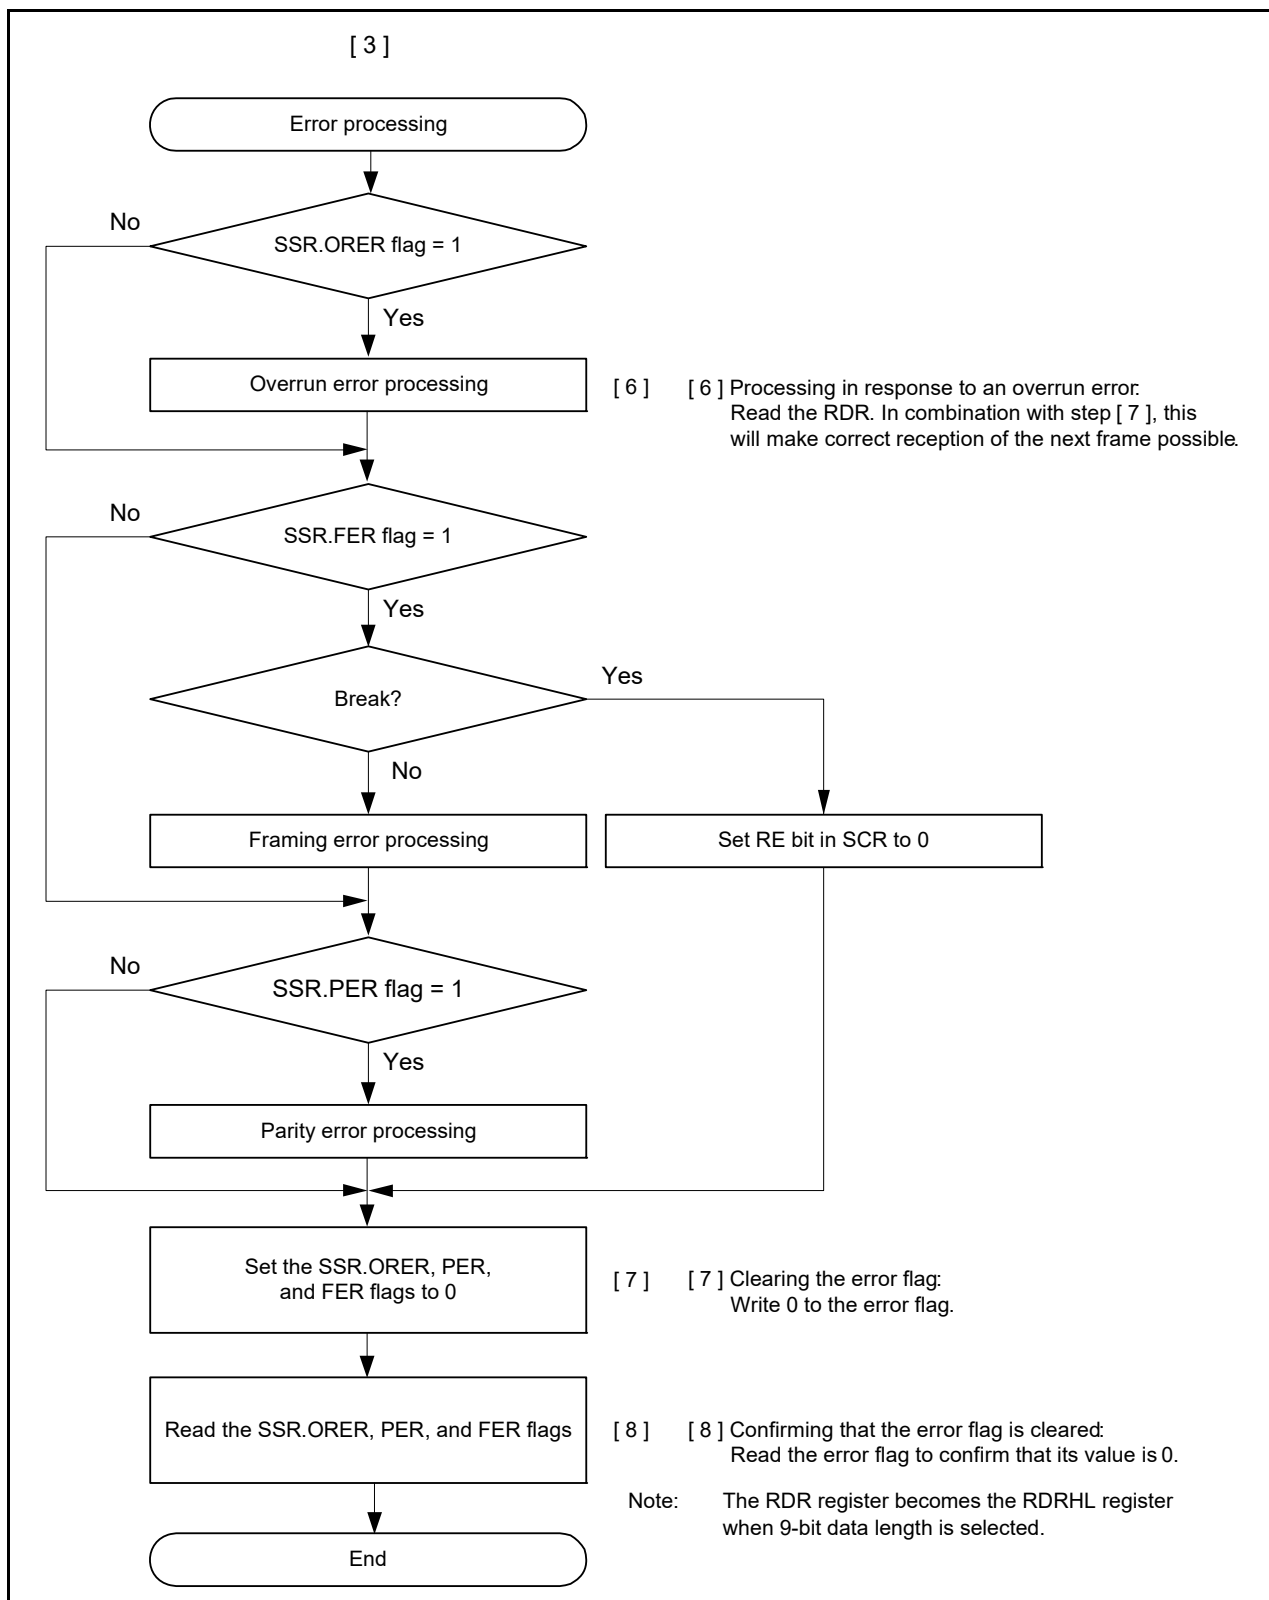 [ 3 ]
Error processing
No
SSR.ORER flag = 1
Yes
Overrun error processing
[ 6 ]
[ 6 ] Processing in response to an overrun error:
Read the RDR. In combination with step [ 7 ], this
will make correct reception of the next frame possible.
No
SSR.FER flag = 1
Yes
Break?
Yes
No
Framing error processing
Set RE bit in SCR to 0
No
SSR.PER flag = 1
Yes
Parity error processing
Set the SSR.ORER, PER,
and FER flags to 0
[ 7 ]
[ 7 ] Clearing the error flag:
Write 0 to the error flag.
Read the SSR.ORER, PER, and FER flags
[ 8 ]
[ 8 ] Confirming that the error flag is cleared:
Read the error flag to confirm that its value is 0.
Note: The RDR register becomes the RDRHL register
when 9-bit data length is selected.
End